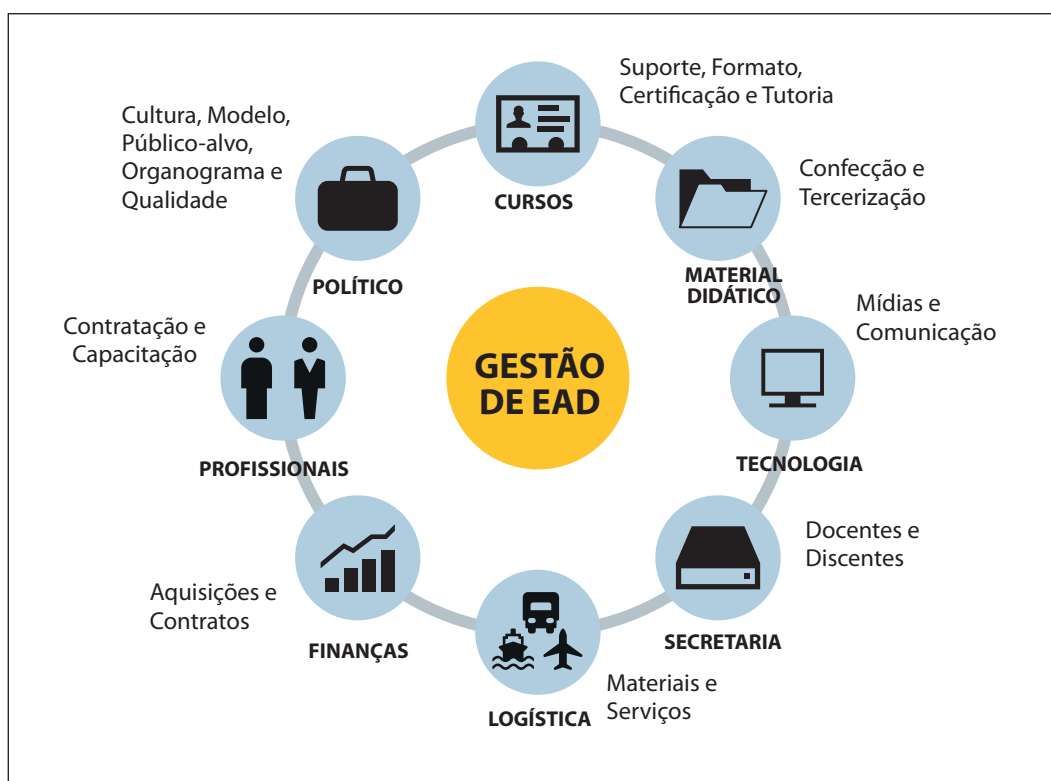 Suporte, Formato,
Certificação e Tutoria
CURSOS
Confecção e
Tercerização
MATERIAL
DIDÁTICO
Mídias e
Comunicação
TECNOLOGIA
Docentes e
Discentes
SECRETARIA
Materiais e
Serviços
LOGÍSTICA
Aquisições e
Contratos
FINANÇAS
Contratação e
Capacitação
PROFISSIONAIS
Cultura, Modelo,
Público-alvo,
Organograma e
Qualidade
POLÍTICO
GESTÃO
DE EAD